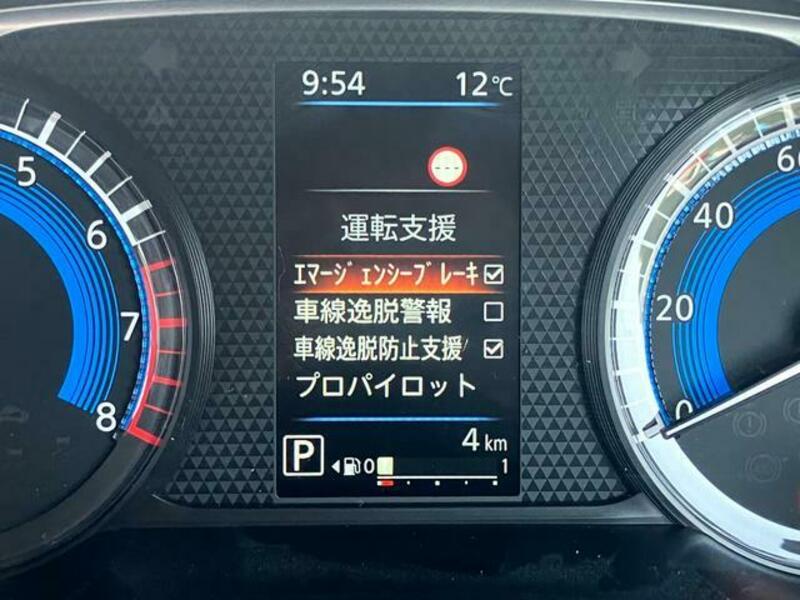 9:54 12℃
---
運転支援
エマージェンシーブレーキ
車線逸脱警報
車線逸脱防止支援
プロパイロット
4 km
P 0 1
5
6
7
8
60
40
20
0